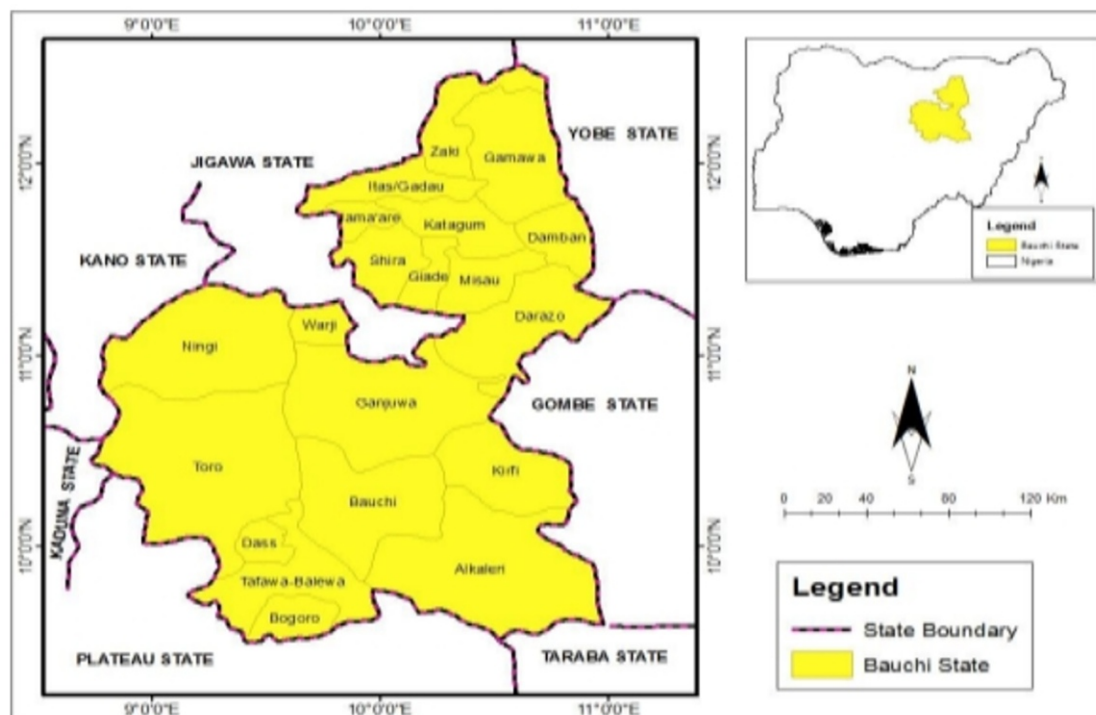 9°0'0"E 10°0'0"E 11°0'0"E
12°0'0"N
11°0'0"N
10°0'0"N
YOBE STATE
JIGAWA STATE
KANO STATE
GOMBE STATE
KADUNA STATE
PLATEAU STATE
TARABA STATE
Zaki
Gamawa
Itas/Gadau
Jama'are
Katagum
Damban
Shira
Giade
Misau
Darazo
Warji
Ningi
Ganjuwa
Toro
Kirfi
Bauchi
Dass
Alkaleri
Tafawa-Balewa
Bogoro
9°0'0"E 10°0'0"E 11°0'0"E
12°0'0"N
11°0'0"N
10°0'0"N
Legend
Bauchi State
Nigeria
N
S
0 20 40 80 120 Km
Legend
State Boundary
Bauchi State